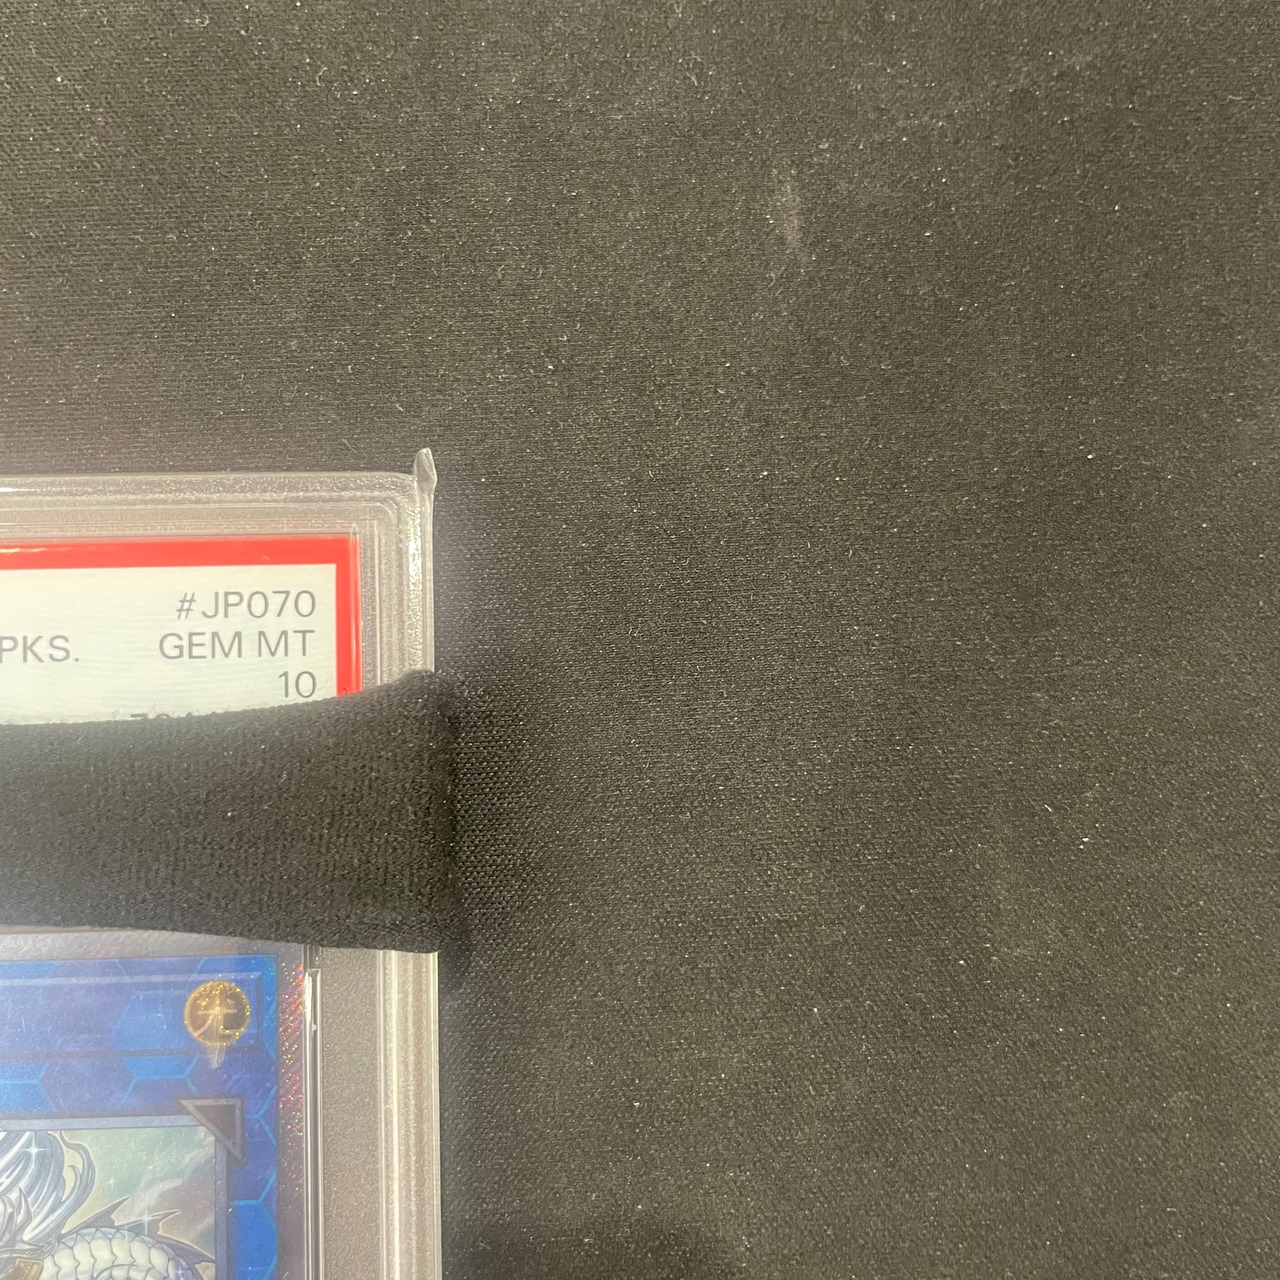 #JP070
PKS. GEM MT
10
光